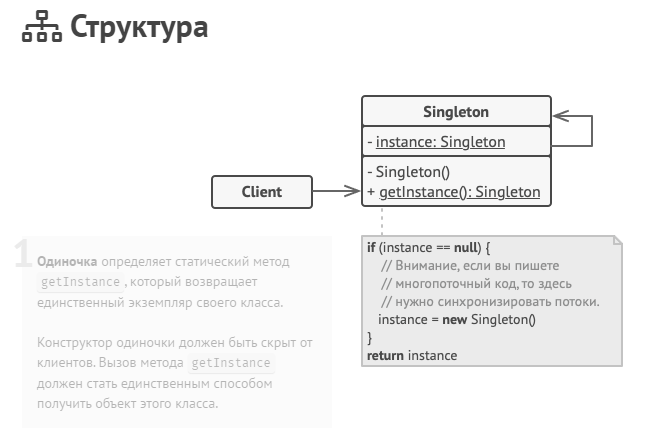 Структура
Singleton
- instance: Singleton
- Singleton()
+ getInstance(): Singleton
Client
1
Одиночка определяет статический метод
getInstance, который возвращает
единственный экземпляр своего класса.
Конструктор одиночки должен быть скрыт от
клиентов. Вызов метода getInstance
должен стать единственным способом
получить объект этого класса.
if (instance == null) {
// Внимание, если вы пишете
// многопоточный код, то здесь
// нужно синхронизировать потоки.
instance = new Singleton()
}
return instance